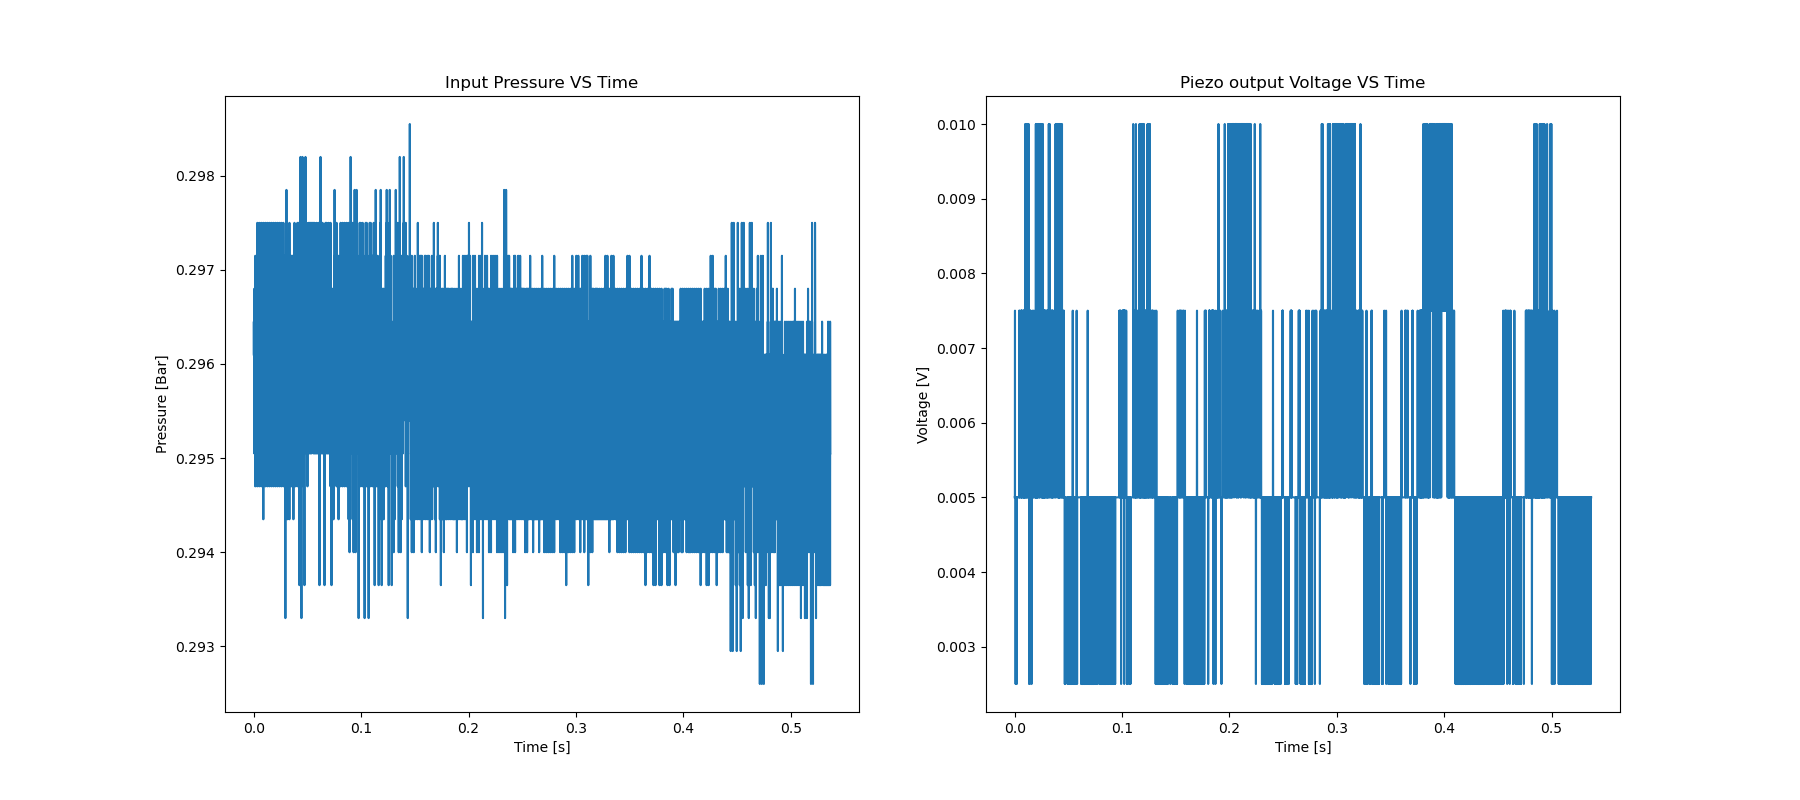 Input Pressure VS Time
Pressure [Bar]
0.298
0.297
0.296
0.295
0.294
0.293
0.0 0.1 0.2 0.3 0.4 0.5
Time [s]
Piezo output Voltage VS Time
Voltage [V]
0.010
0.009
0.008
0.007
0.006
0.005
0.004
0.003
0.0 0.1 0.2 0.3 0.4 0.5
Time [s]